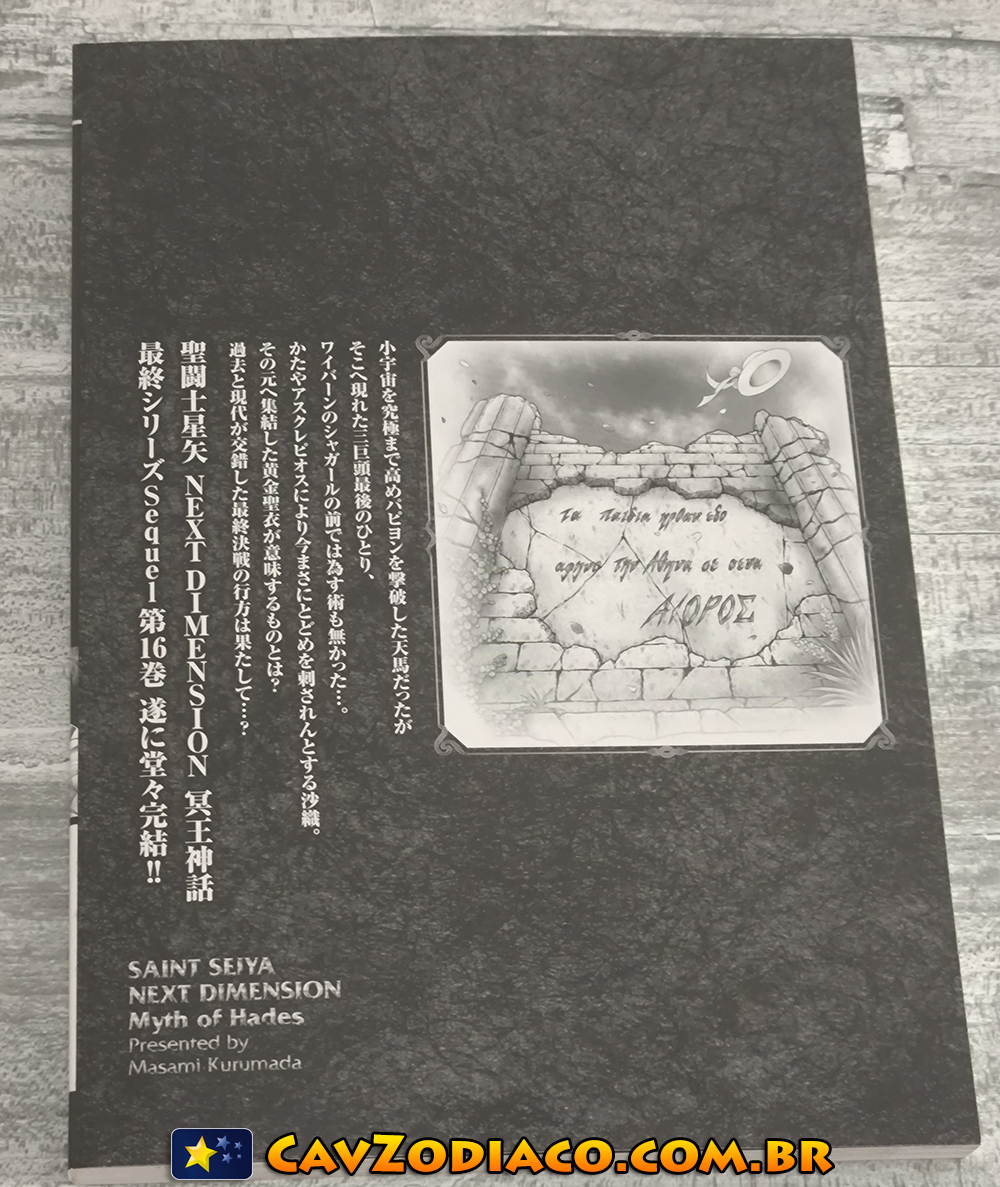 Τα παιδια ηρθαν εδο
αφηνω την Αθηνα σε σενα
ΑΙΟΡΟΣ
小宇宙を究極まで高めパピヨンを撃破した天馬だったが
そこへ現れた三巨頭最後のひとり、
ワイバーンのシャガールの前では為す術も無かった…。
かたやアスクレピオスにより今まさにとどめを刺されんとする沙織。
その元へ集結した黄金聖衣が意味するものとは?
過去と現代が交錯した最終決戦の行方は果たして…?
聖闘士星矢 NEXT DIMENSION 冥王神話
最終シリーズSequel第16巻 遂に堂々完結!!
SAINT SEIYA
NEXT DIMENSION
Myth of Hades
Presented by
Masami Kurumada
CAVZODIACO.COM.BR